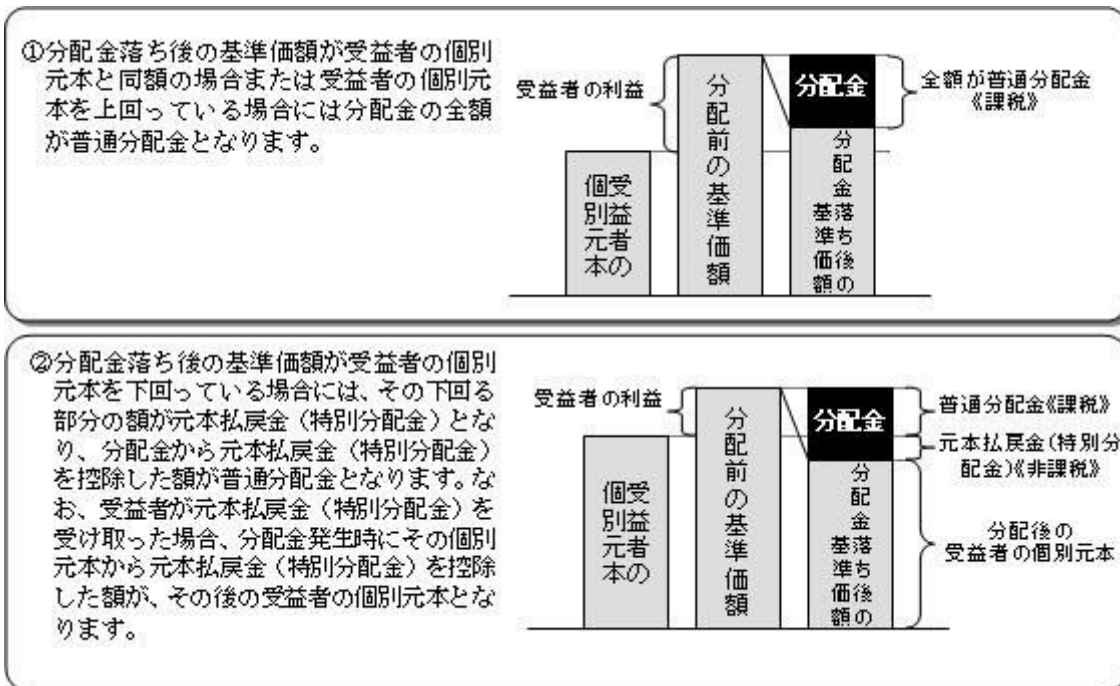 ①分配金落ち後の基準価額が受益者の個別
元本と同額の場合または受益者の個別元
本を上回っている場合には分配金の全額
が普通分配金となります。
受益者の利益
個別元本
受益者の
分配前の基準価額
分配金
分配金
基準価額
落ち後の
全額が普通分配金
《課税》
②分配金落ち後の基準価額が受益者の個別
元本を下回っている場合には、その下回る
部分の額が元本払戻金（特別分配金）とな
り、分配金から元本払戻金（特別分配金）
を控除した額が普通分配金となります。な
お、受益者が元本払戻金（特別分配金）を
受け取った場合、分配金発生時にその個別
元本から元本払戻金（特別分配金）を控除
した額が、その後の受益者の個別元本とな
ります。
受益者の利益
受益者の
個別元本
分配前の基準価額
分配金
分配金
落ち後の
基準価額
普通分配金《課税》
元本払戻金(特別分
配金)《非課税》
分配後の
受益者の個別元本